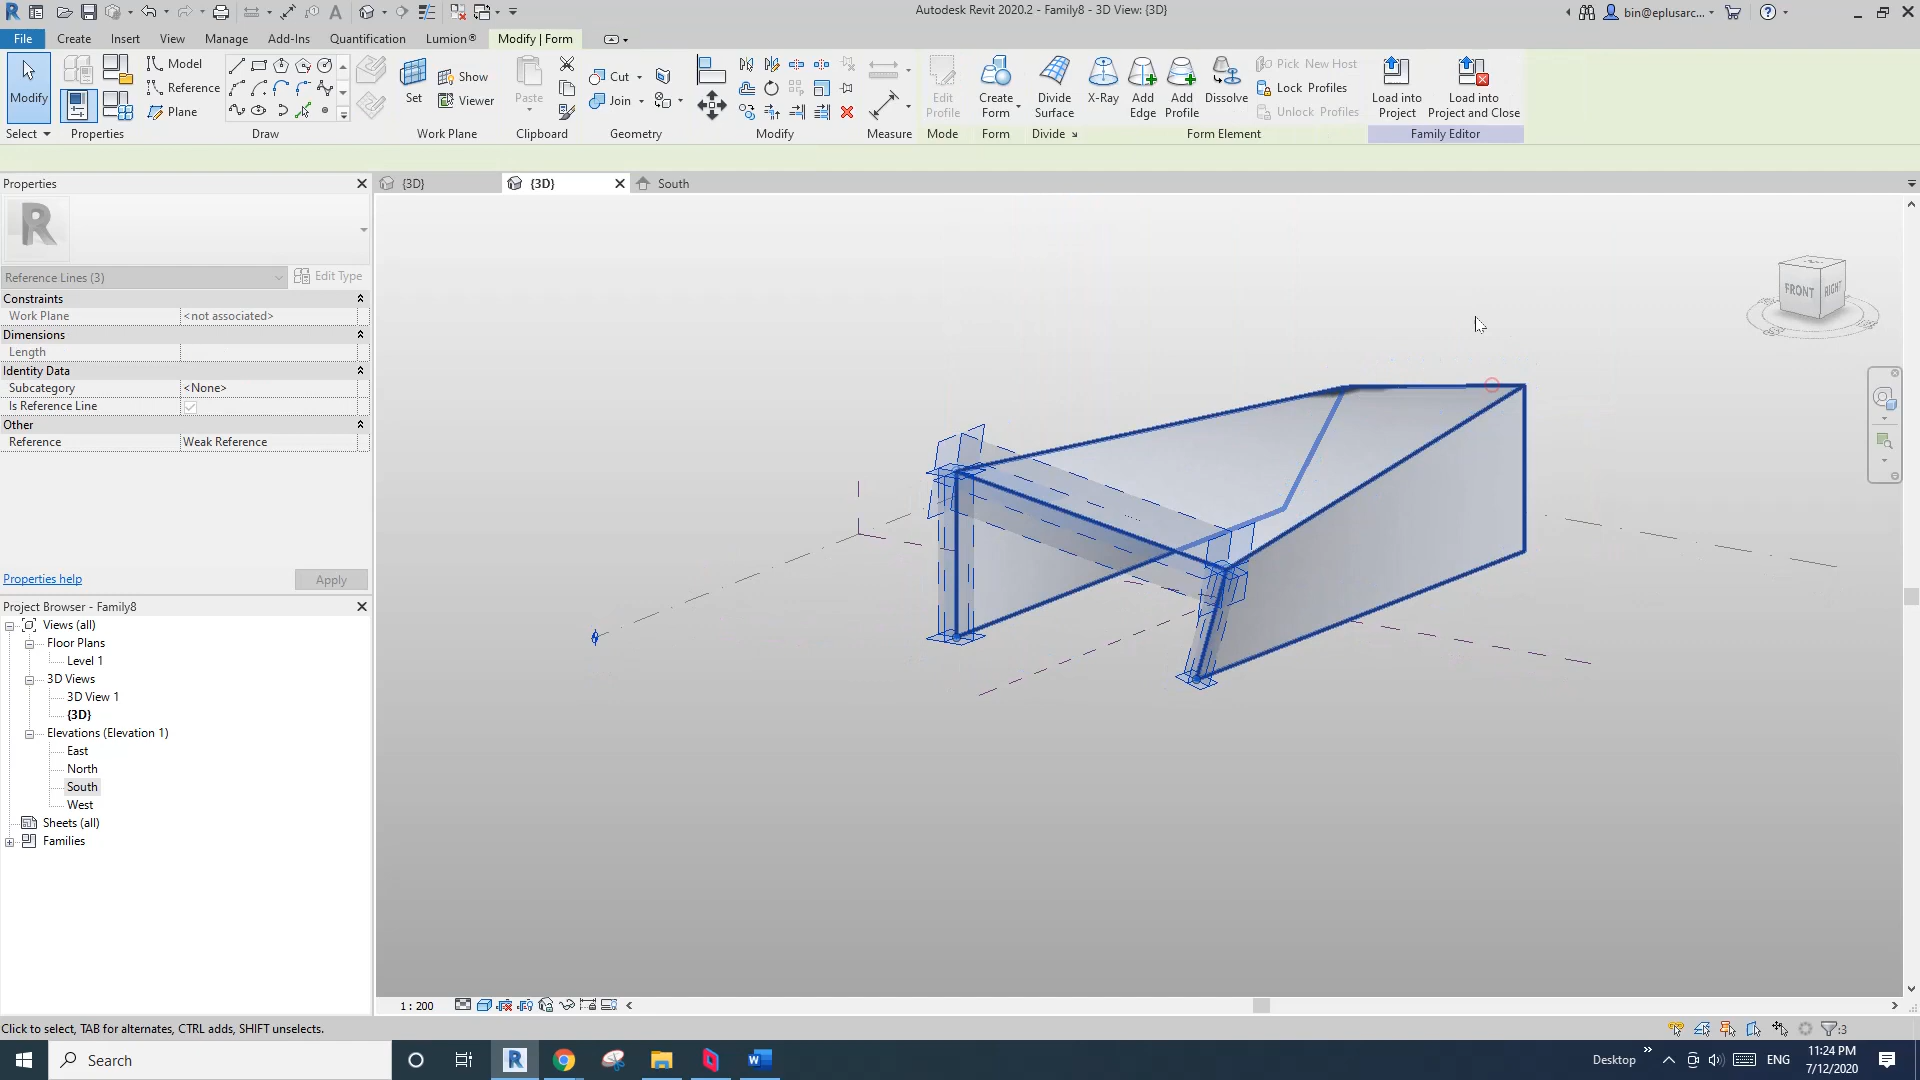 Autodesk Revit 2020.2 - Family8 - 3D View: {3D}
bin@eplusarc...
File Create Insert View Manage Add-Ins Quantification Lumion® Modify | Form
Modify
Select
Properties
Model
Reference
Plane
Draw
Set
Show
Viewer
Work Plane
Paste
Clipboard
Cut
Join
Geometry
Modify
Measure
Edit Profile
Mode
Create Form
Form
Divide Surface
Divide
X-Ray
Add Edge
Add Profile
Dissolve
Pick New Host
Lock Profiles
Unlock Profiles
Form Element
Load into Project
Load into Project and Close
Family Editor
Properties
{3D}
{3D}
South
Reference Lines (3)
Edit Type
Constraints
Work Plane <not associated>
Dimensions
Length
Identity Data
Subcategory <None>
Is Reference Line
Other
Reference Weak Reference
Properties help
Apply
Project Browser - Family8
Views (all)
Floor Plans
Level 1
3D Views
3D View 1
{3D}
Elevations (Elevation 1)
East
North
South
West
Sheets (all)
Families
FRONT
RIGHT
1 : 200
Click to select, TAB for alternates, CTRL adds, SHIFT unselects.
:3
Search
Desktop
ENG
11:24 PM
7/12/2020